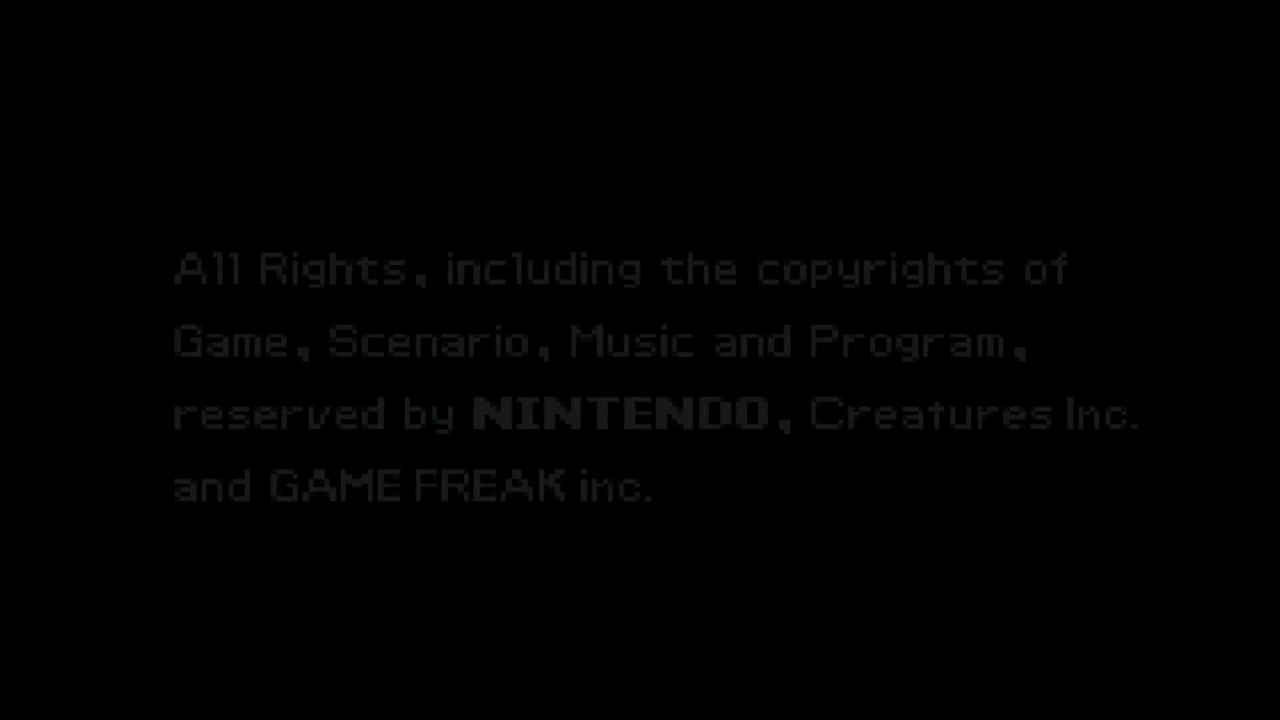 All Rights, including the copyrights of
Game, Scenario, Music and Program,
reserved by NINTENDO, Creatures Inc.
and GAME FREAK inc.